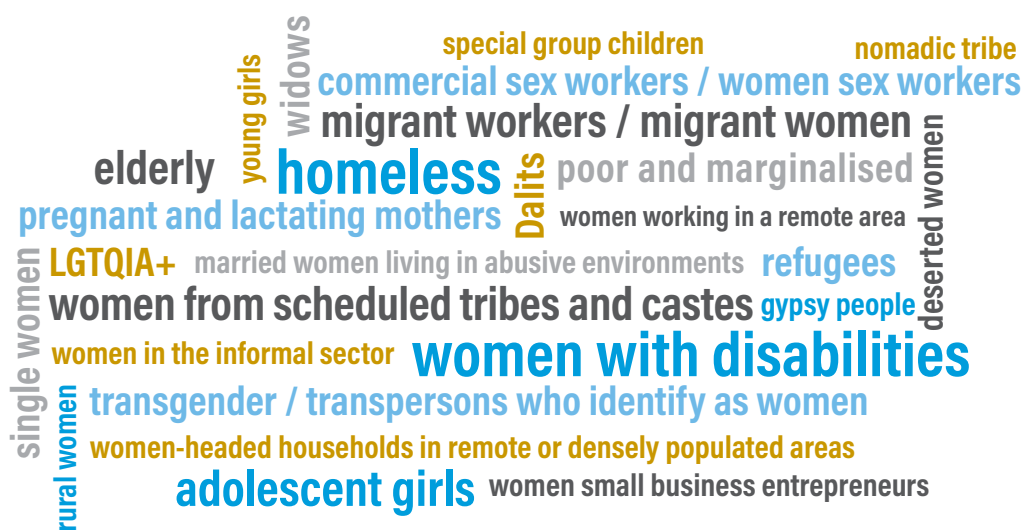 special group children
nomadic tribe
young girls
widows
commercial sex workers / women sex workers
migrant workers / migrant women
elderly
homeless
Dalits
poor and marginalised
deserted women
pregnant and lactating mothers
women working in a remote area
single women
LGTQIA+
married women living in abusive environments
refugees
women from scheduled tribes and castes
gypsy people
women in the informal sector
women with disabilities
rural women
transgender / transpersons who identify as women
women-headed households in remote or densely populated areas
adolescent girls
women small business entrepreneurs